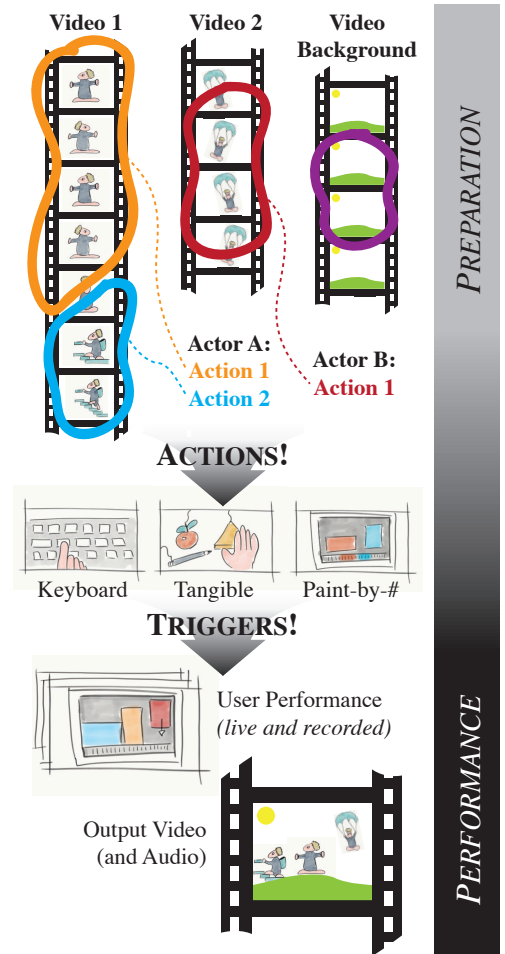 Video 1
Video 2
Video
Background
PREPARATION
Actor A:
Action 1
Action 2
Actor B:
Action 1
ACTIONS!
Keyboard
Tangible
Paint-by-#
TRIGGERS!
User Performance
(live and recorded)
Output Video
(and Audio)
PERFORMANCE